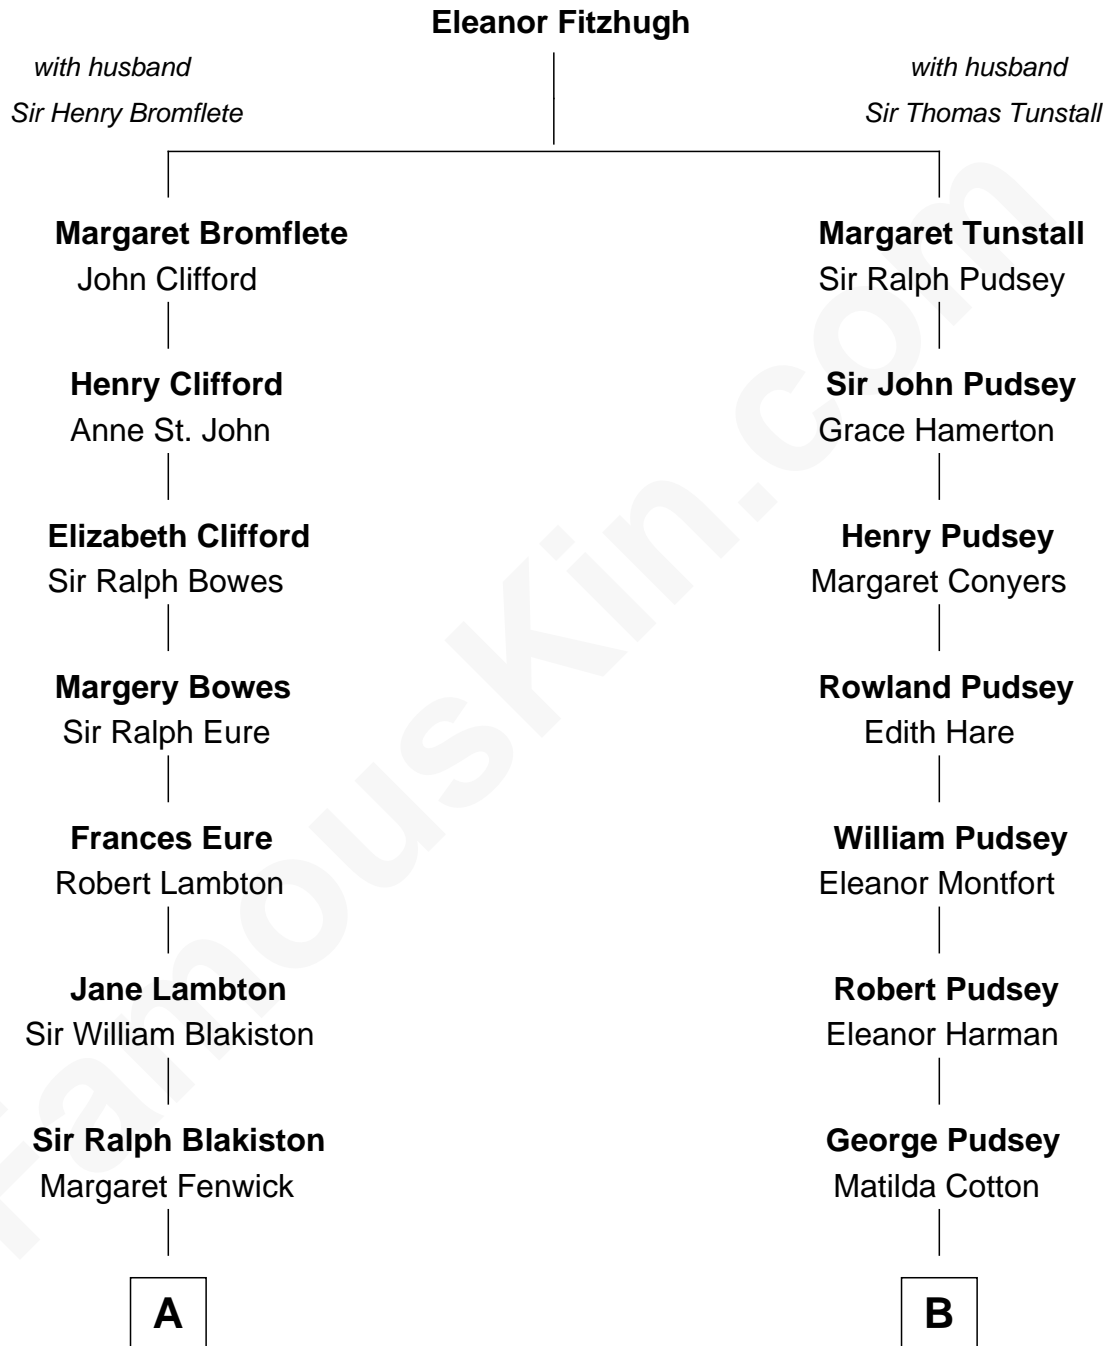 Eleanor Fitzhugh
with husband
Sir Henry Bromflete
with husband
Sir Thomas Tunstall
Margaret Bromflete
John Clifford
Margaret Tunstall
Sir Ralph Pudsey
Henry Clifford
Anne St. John
Sir John Pudsey
Grace Hamerton
Elizabeth Clifford
Sir Ralph Bowes
Henry Pudsey
Margaret Conyers
Margery Bowes
Sir Ralph Eure
Rowland Pudsey
Edith Hare
Frances Eure
Robert Lambton
William Pudsey
Eleanor Montfort
Jane Lambton
Sir William Blakiston
Robert Pudsey
Eleanor Harman
Sir Ralph Blakiston
Margaret Fenwick
George Pudsey
Matilda Cotton
A
B
FamousKin.com